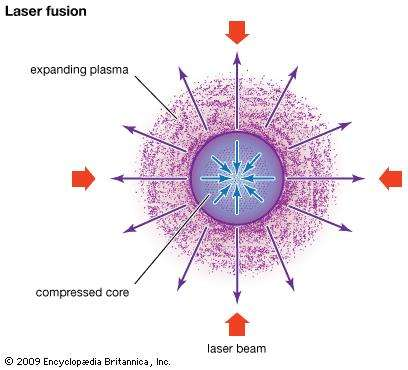 Laser fusion
expanding plasma
compressed core
laser beam
© 2009 Encyclopædia Britannica, Inc.